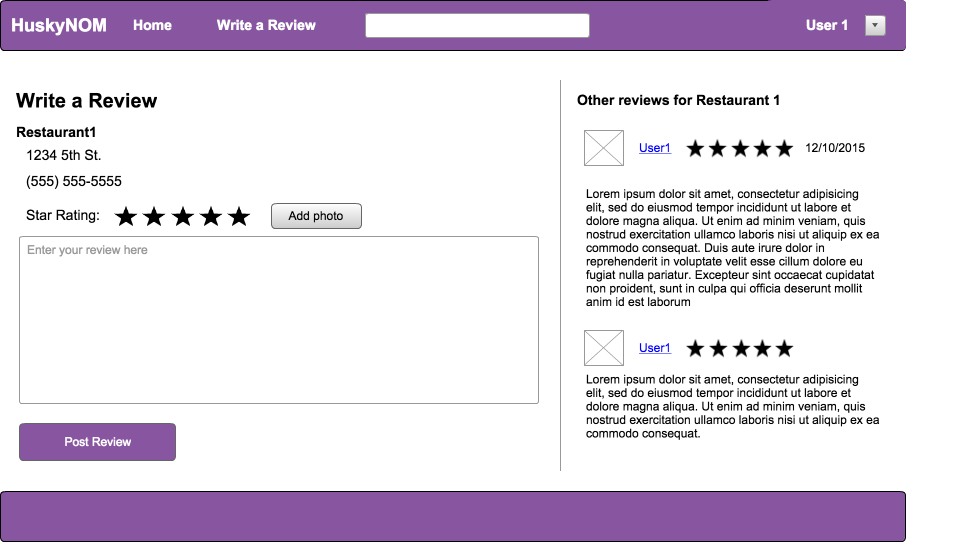 HuskyNOM Home Write a Review User 1
Write a Review
Restaurant1
1234 5th St.
(555) 555-5555
Star Rating: Add photo
Enter your review here
Post Review
Other reviews for Restaurant 1
User1 12/10/2015
Lorem ipsum dolor sit amet, consectetur adipisicing
elit, sed do eiusmod tempor incididunt ut labore et
dolore magna aliqua. Ut enim ad minim veniam, quis
nostrud exercitation ullamco laboris nisi ut aliquip ex ea
commodo consequat. Duis aute irure dolor in
reprehenderit in voluptate velit esse cillum dolore eu
fugiat nulla pariatur. Excepteur sint occaecat cupidatat
non proident, sunt in culpa qui officia deserunt mollit
anim id est laborum
User1
Lorem ipsum dolor sit amet, consectetur adipisicing
elit, sed do eiusmod tempor incididunt ut labore et
dolore magna aliqua. Ut enim ad minim veniam, quis
nostrud exercitation ullamco laboris nisi ut aliquip ex ea
commodo consequat.